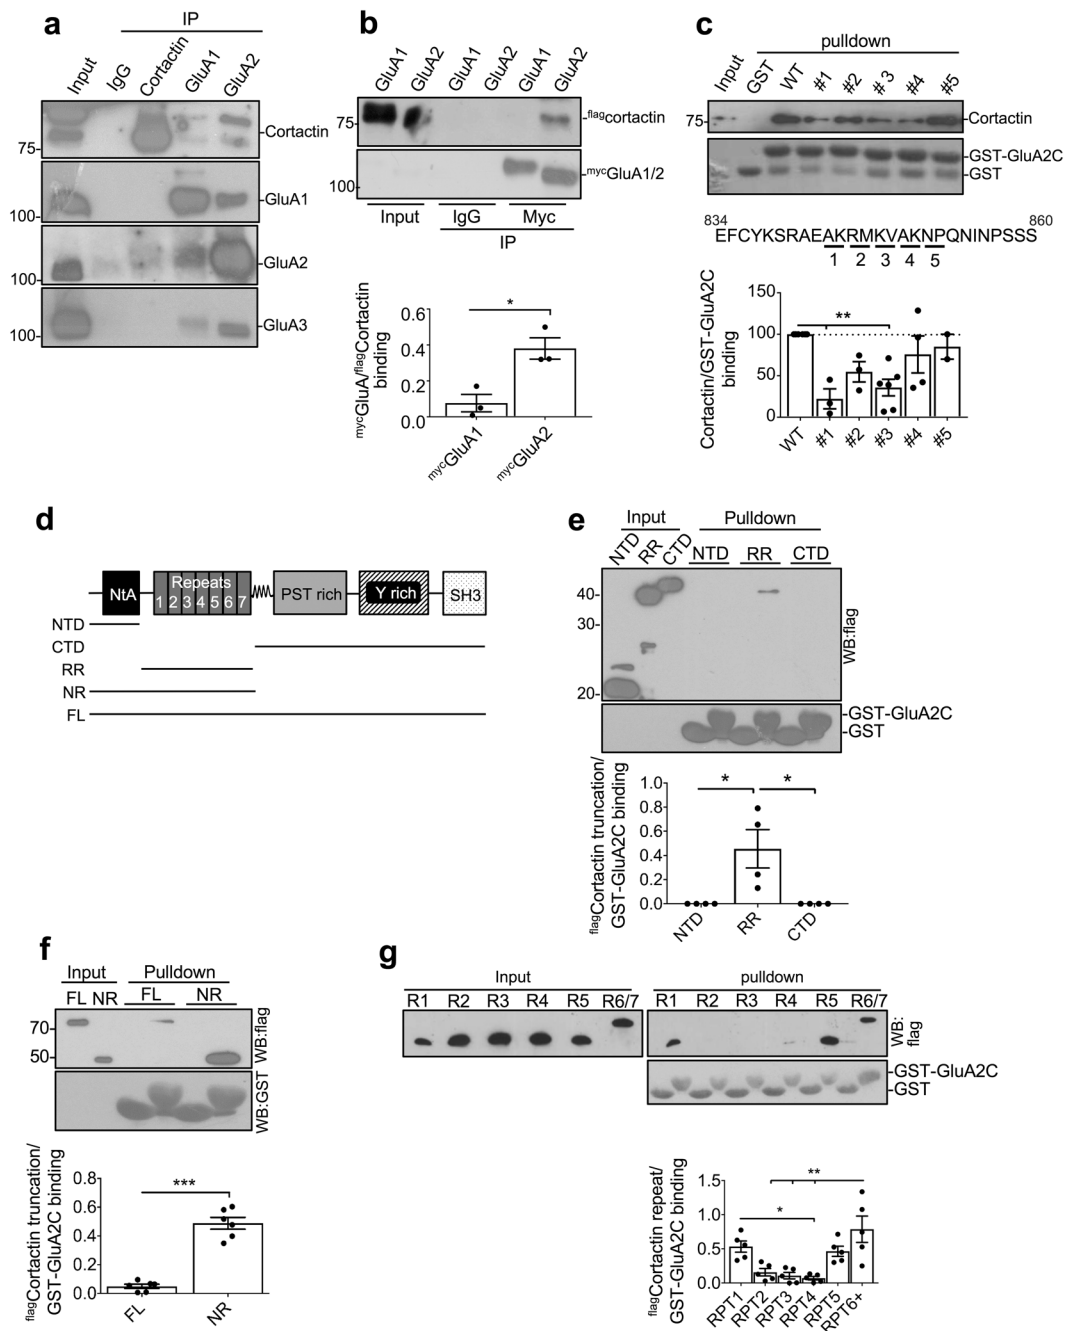 a
IP
Input
IgG
Cortactin
GluA1
GluA2
Cortactin
75
GluA1
100
GluA2
100
GluA3
100
b
GluA1
GluA2
GluA1
GluA2
GluA1
GluA2
75
flagcortactin
mycGluA1/2
100
Input
IgG
Myc
IP
mycGluA/flagCortactin
binding
0.6
0.4
0.2
0.0
*
mycGluA1
mycGluA2
c
pulldown
Input
GST
WT
#1
#2
# 3
#4
#5
75
Cortactin
GST-GluA2C
GST
834
860
EFCYKSRAEAKRMKVAKNPQNINPSSS
1 2 3 4 5
Cortactin/GST-GluA2C
binding
150
100
50
0
**
WT
#1
#2
#3
#4
#5
d
NtA
Repeats
1 2 3 4 5 6 7
PST rich
Y rich
SH3
NTD
CTD
RR
NR
FL
e
Input
Pulldown
NTD
RR
CTD
NTD
RR
CTD
40
30
20
WB:flag
GST-GluA2C
GST
flagCortactin truncation/
GST-GluA2C binding
1.0
0.8
0.6
0.4
0.2
0.0
*
*
NTD
RR
CTD
f
Input
Pulldown
FL NR
FL
NR
70
50
WB:flag
WB:GST
flagCortactin truncation/
GST-GluA2C binding
0.8
0.6
0.4
0.2
0.0
***
FL
NR
g
Input
pulldown
R1 R2 R3 R4 R5 R6/7
R1 R2 R3 R4 R5 R6/7
WB:
flag
GST-GluA2C
GST
flagCortactin repeat/
GST-GluA2C binding
1.5
1.0
0.5
0.0
**
*
RPT1
RPT2
RPT3
RPT4
RPT5
RPT6+